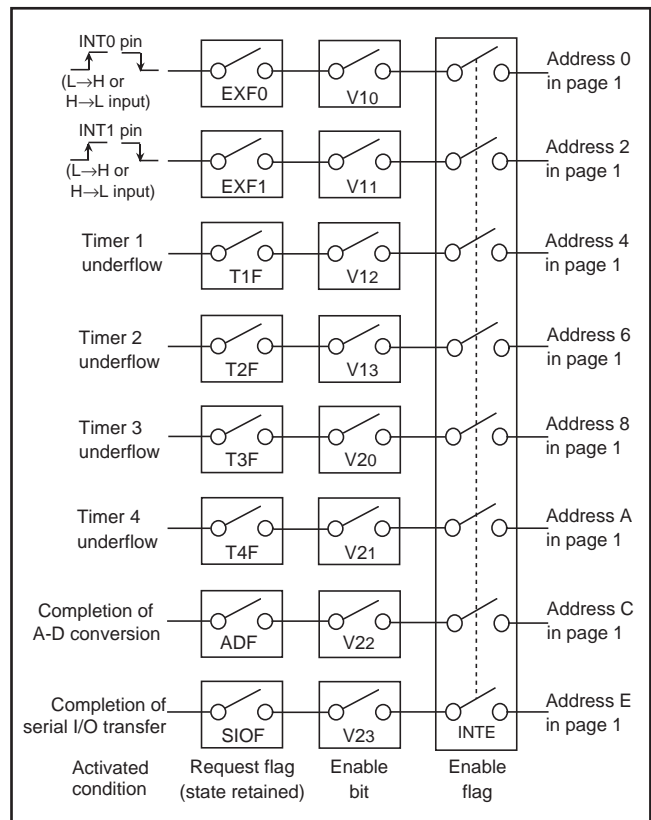 INT0 pin
(L→H or
H→L input)
EXF0
V10
Address 0
in page 1
INT1 pin
(L→H or
H→L input)
EXF1
V11
Address 2
in page 1
Timer 1
underflow
T1F
V12
Address 4
in page 1
Timer 2
underflow
T2F
V13
Address 6
in page 1
Timer 3
underflow
T3F
V20
Address 8
in page 1
Timer 4
underflow
T4F
V21
Address A
in page 1
Completion of
A-D conversion
ADF
V22
Address C
in page 1
Completion of
serial I/O transfer
SIOF
V23
INTE
Address E
in page 1
Activated
condition
Request flag
(state retained)
Enable
bit
Enable
flag